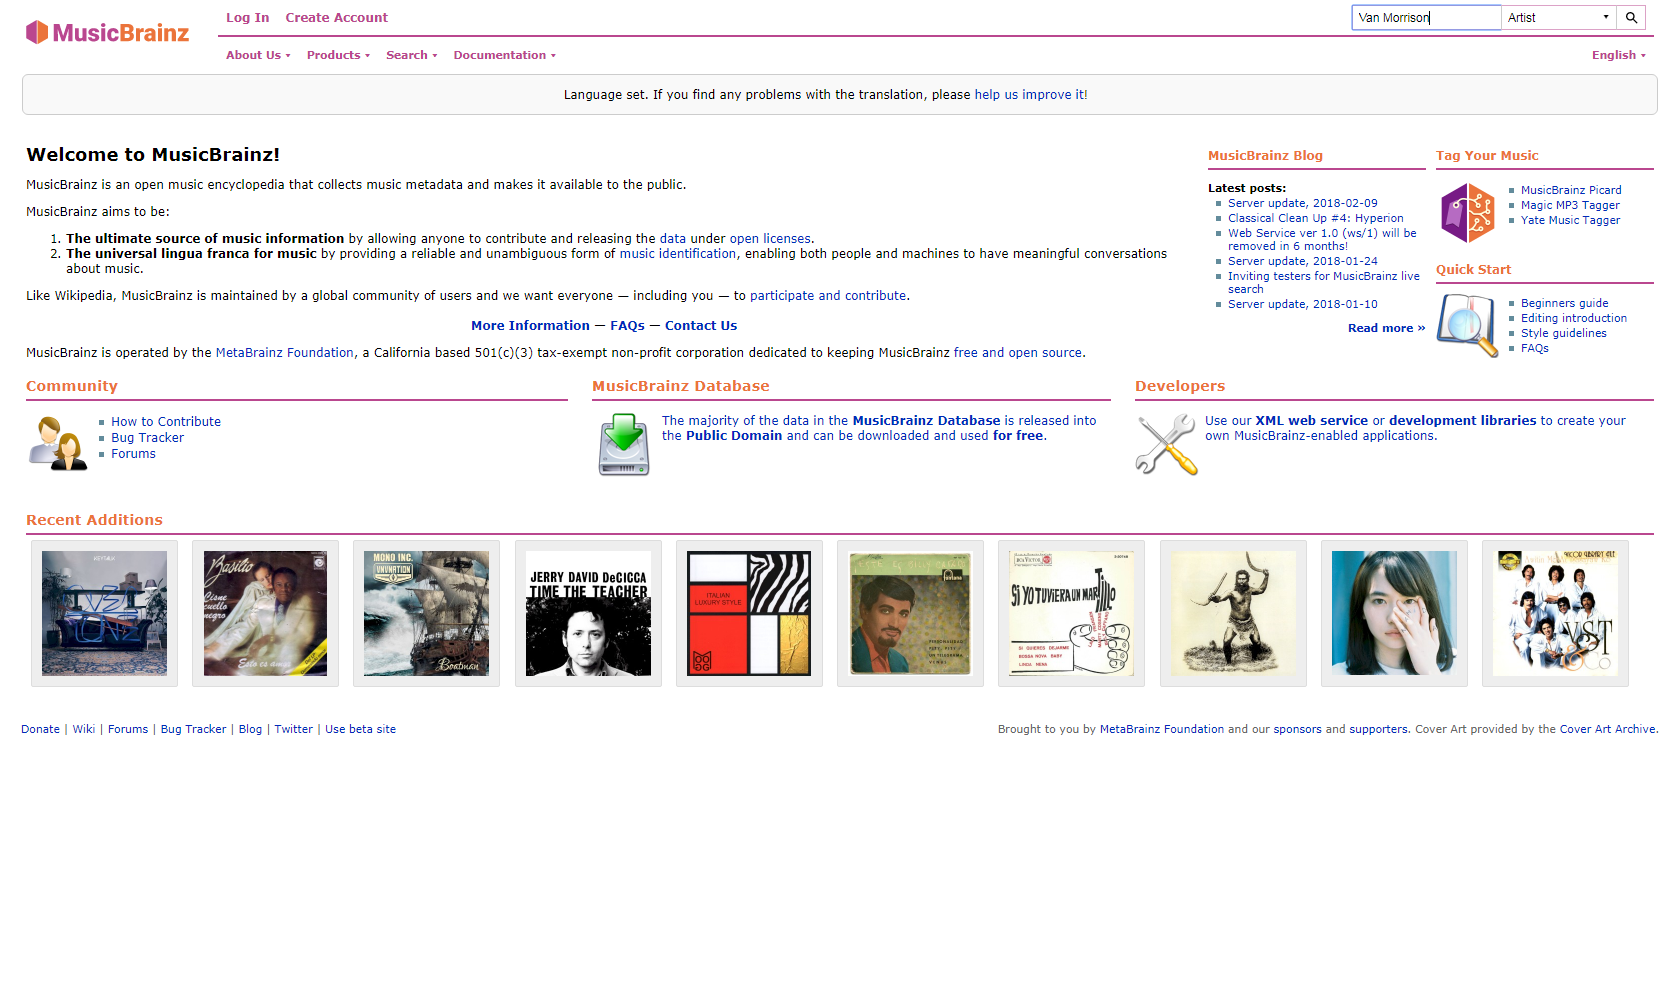 MusicBrainz
Log In Create Account
Van Morrison Artist
About Us Products Search Documentation
English
Language set. If you find any problems with the translation, please help us improve it!
Welcome to MusicBrainz!
MusicBrainz is an open music encyclopedia that collects music metadata and makes it available to the public.
MusicBrainz aims to be:
1. The ultimate source of music information by allowing anyone to contribute and releasing the data under open licenses.
2. The universal lingua franca for music by providing a reliable and unambiguous form of music identification, enabling both people and machines to have meaningful conversations
about music.
Like Wikipedia, MusicBrainz is maintained by a global community of users and we want everyone — including you — to participate and contribute.
More Information — FAQs — Contact Us
MusicBrainz is operated by the MetaBrainz Foundation, a California based 501(c)(3) tax-exempt non-profit corporation dedicated to keeping MusicBrainz free and open source.
MusicBrainz Blog
Latest posts:
Server update, 2018-02-09
Classical Clean Up #4: Hyperion
Web Service ver 1.0 (ws/1) will be
removed in 6 months!
Server update, 2018-01-24
Inviting testers for MusicBrainz live
search
Server update, 2018-01-10
Read more »
Tag Your Music
MusicBrainz Picard
Magic MP3 Tagger
Yate Music Tagger
Quick Start
Beginners guide
Editing introduction
Style guidelines
FAQs
Community
How to Contribute
Bug Tracker
Forums
MusicBrainz Database
The majority of the data in the MusicBrainz Database is released into
the Public Domain and can be downloaded and used for free.
Developers
Use our XML web service or development libraries to create your
own MusicBrainz-enabled applications.
Recent Additions
Basilio
Cisne
cuello
negro
Esto es amor
MONO INC.
VNVNATION
Boatman
JERRY DAVID DeCICCA
TIME THE TEACHER
ITALIAN
LUXURY STYLE
fontana
SI YO TUVIERA UN MARTILLO
SI QUIERES DEJARME
BOSSA NOVA BABY
LINDA NENA
VST
& Co
Donate | Wiki | Forums | Bug Tracker | Blog | Twitter | Use beta site
Brought to you by MetaBrainz Foundation and our sponsors and supporters. Cover Art provided by the Cover Art Archive.